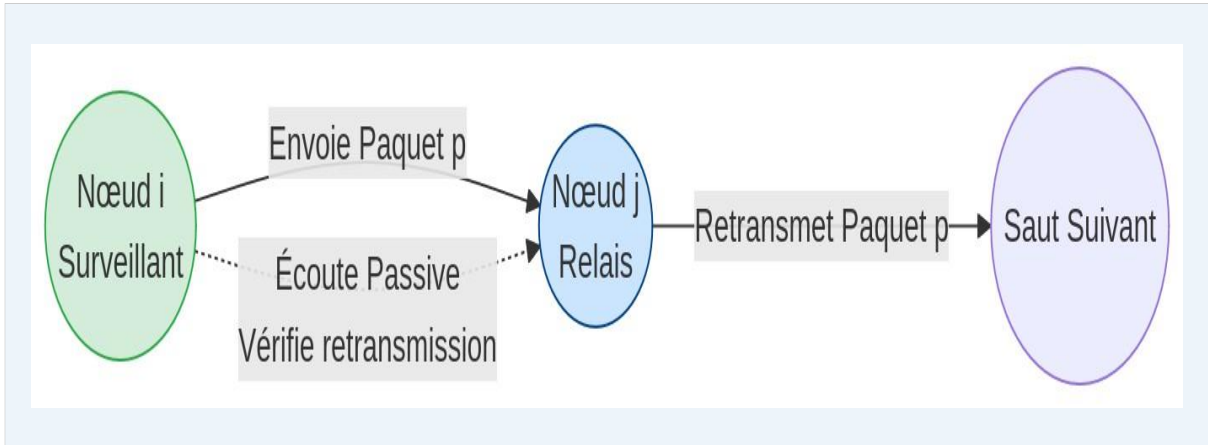 Nœud i
Surveillant
Envoie Paquet p
Écoute Passive
Vérifie retransmission
Nœud j
Relais
Retransmet Paquet p
Saut Suivant